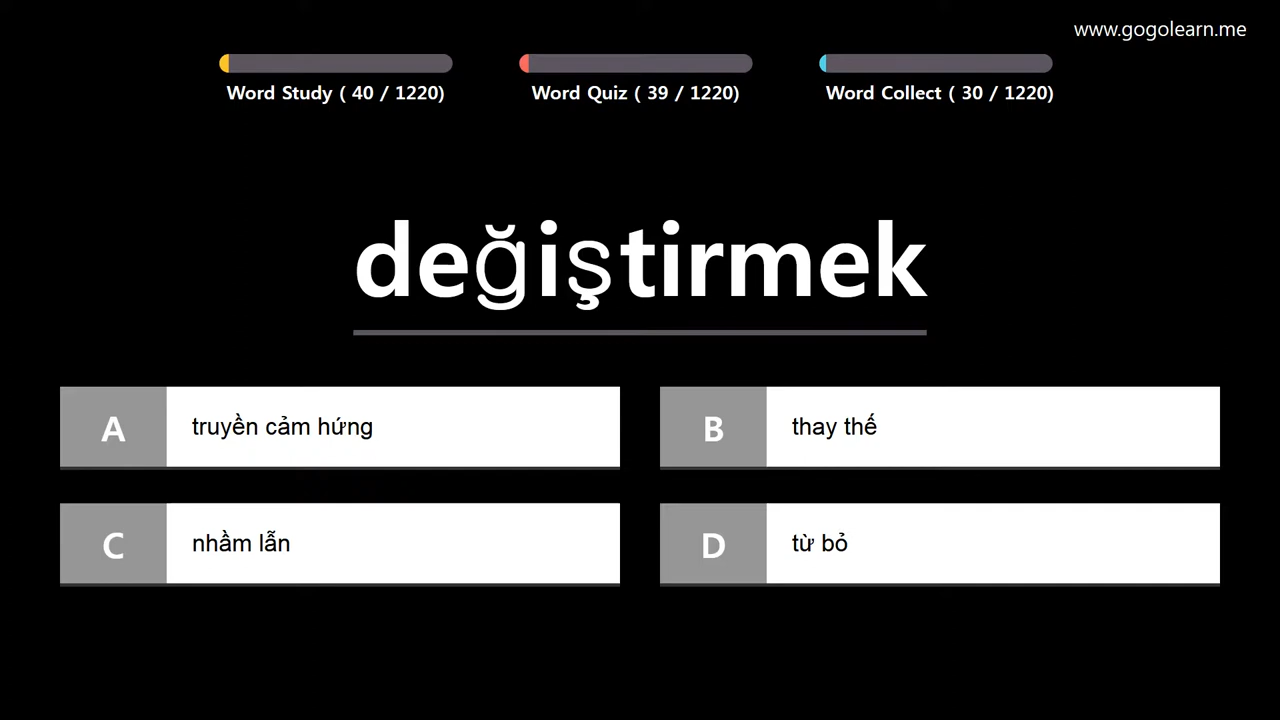 www.gogolearn.me
Word Study ( 40 / 1220)
Word Quiz ( 39 / 1220)
Word Collect ( 30 / 1220)
değiştirmek
A truyền cảm hứng
B thay thế
C nhầm lẫn
D từ bỏ